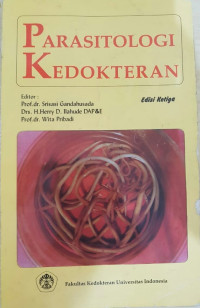 PARASITOLOGI
KEDOKTERAN
Editor :
Prof.dr. Srisasi Gandahusada
Drs. H.Herry D. Ilahude DAP&E
Prof.dr. Wita Pribadi
Edisi Ketiga
Fakultas Kedokteran Universitas Indonesia